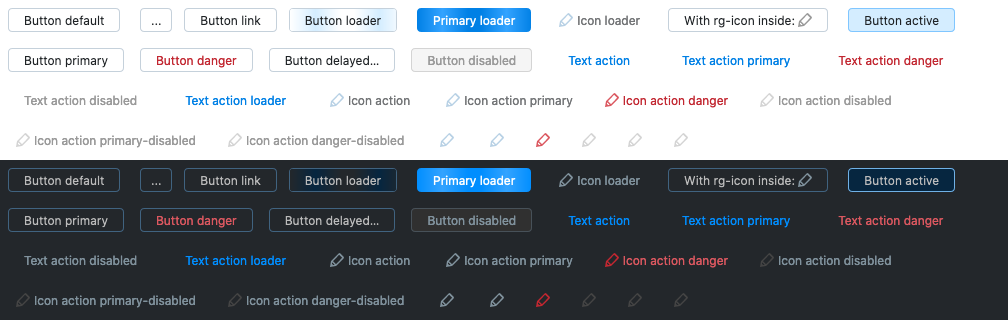 Button default ... Button link Button loader Primary loader Icon loader With rg-icon inside: Button active
Button primary Button danger Button delayed... Button disabled Text action Text action primary Text action danger
Text action disabled Text action loader Icon action Icon action primary Icon action danger Icon action disabled
Icon action primary-disabled Icon action danger-disabled
Button default ... Button link Button loader Primary loader Icon loader With rg-icon inside: Button active
Button primary Button danger Button delayed... Button disabled Text action Text action primary Text action danger
Text action disabled Text action loader Icon action Icon action primary Icon action danger Icon action disabled
Icon action primary-disabled Icon action danger-disabled